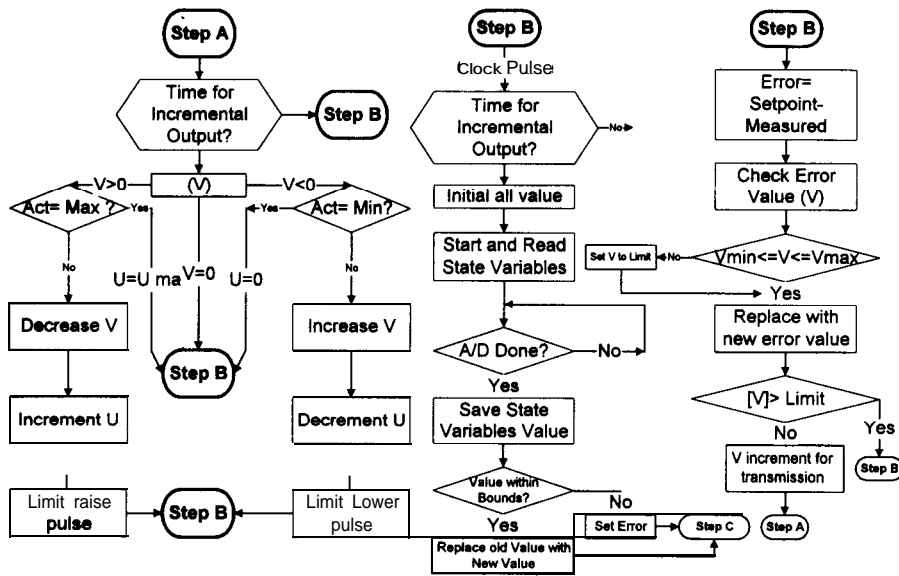 Step A
Time for
Incremental
Output?
Step B
V>0
(V)
V<0
Act= Max ?
Yes
Yes
Act= Min?
No
U=U ma
V=0
U=0
No
Decrease V
Increase V
Step B
Increment U
Decrement U
Limit raise
pulse
Step B
Limit Lower
pulse
Step B
Clock Pulse
Time for
Incremental
Output?
No
Initial all value
Start and Read
State Variables
A/D Done?
No
Yes
Save State
Variables Value
Value within
Bounds?
No
Yes
Set Error
Step C
Replace old Value with
New Value
Step B
Error=
Setpoint-
Measured
Check Error
Value (V)
Set V to Limit
No
Vmin<=V<=Vmax
Yes
Replace with
new error value
[V]> Limit
No
Yes
Step B
V increment for
transmission
Step A